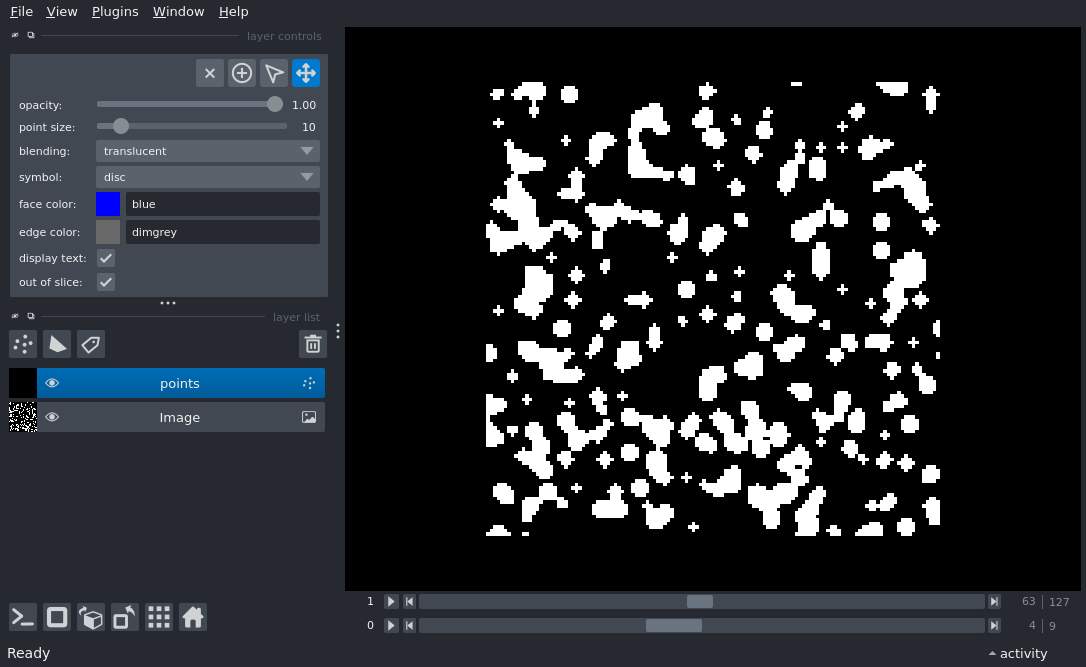 File View Plugins Window Help
layer controls
opacity: 1.00
point size: 10
blending: translucent
symbol: disc
face color: blue
edge color: dimgrey
display text:
out of slice:
layer list
points
Image
1 63 | 127
0 4 | 9
Ready activity